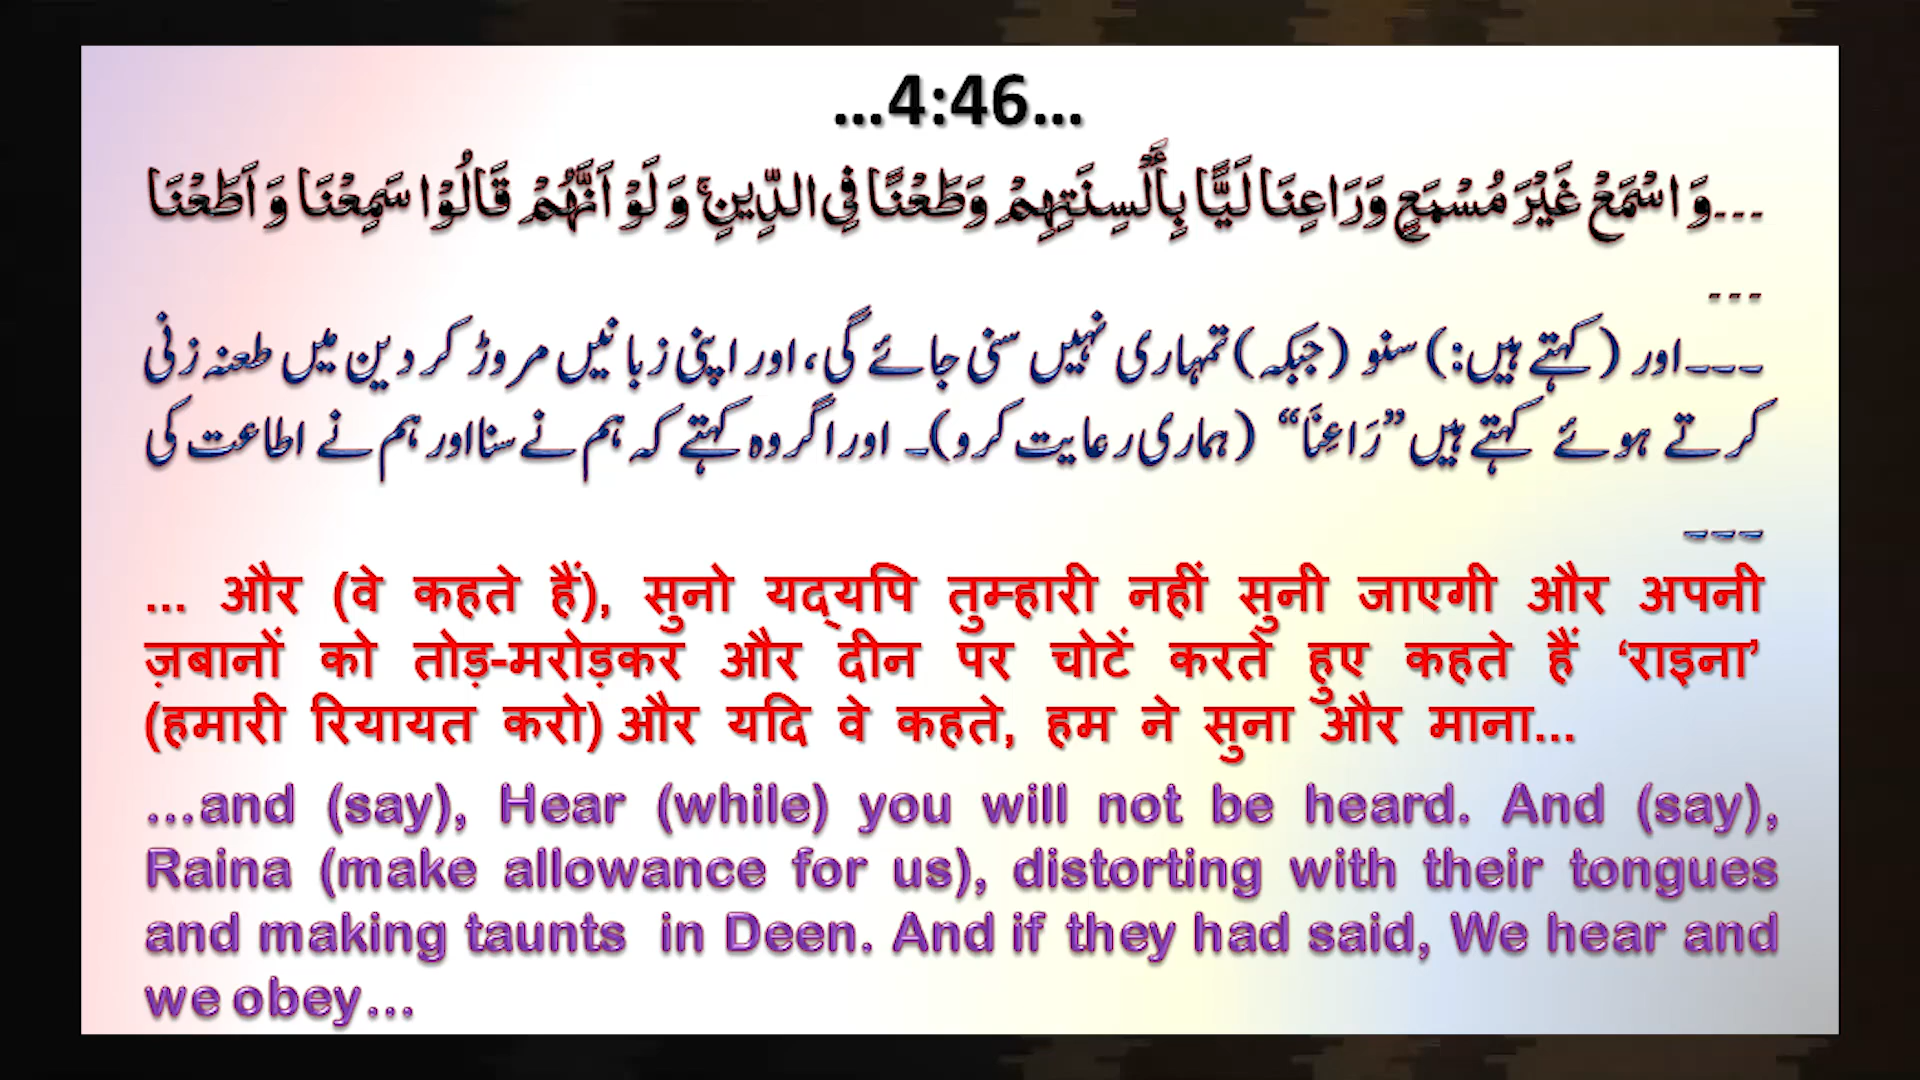 ...4:46...
...وَ اسْمَعْ غَيْرَ مُسْمَعٍ وَرَاعِنَا لَيًّا بِأَلْسِنَتِهِمْ وَطَعْنًا فِي الدِّينِ ۚ وَ لَوْ اَنَّهُمْ قَالُوْا سَمِعْنَا وَ اَطَعْنَا
...
۔۔۔اور (کہتے ہیں:) سنو (جبکہ) تمہاری نہیں سنی جائے گی، اور اپنی زبانیں مروڑ کر دین میں طعنہ زنی
کرتے ہوئے کہتے ہیں ”رَاعِنَا“ (ہماری رعایت کرو)۔ اور اگر وہ کہتے کہ ہم نے سنا اور ہم نے اطاعت کی
۔۔۔
... और (वे कहते हैं), सुनो यद्यपि तुम्हारी नहीं सुनी जाएगी और अपनी
ज़बानों को तोड़-मरोड़कर और दीन पर चोटें करते हुए कहते हैं ‘राइना’
(हमारी रियायत करो) और यदि वे कहते, हम ने सुना और माना...
...and (say), Hear (while) you will not be heard. And (say),
Raina (make allowance for us), distorting with their tongues
and making taunts in Deen. And if they had said, We hear and
we obey...